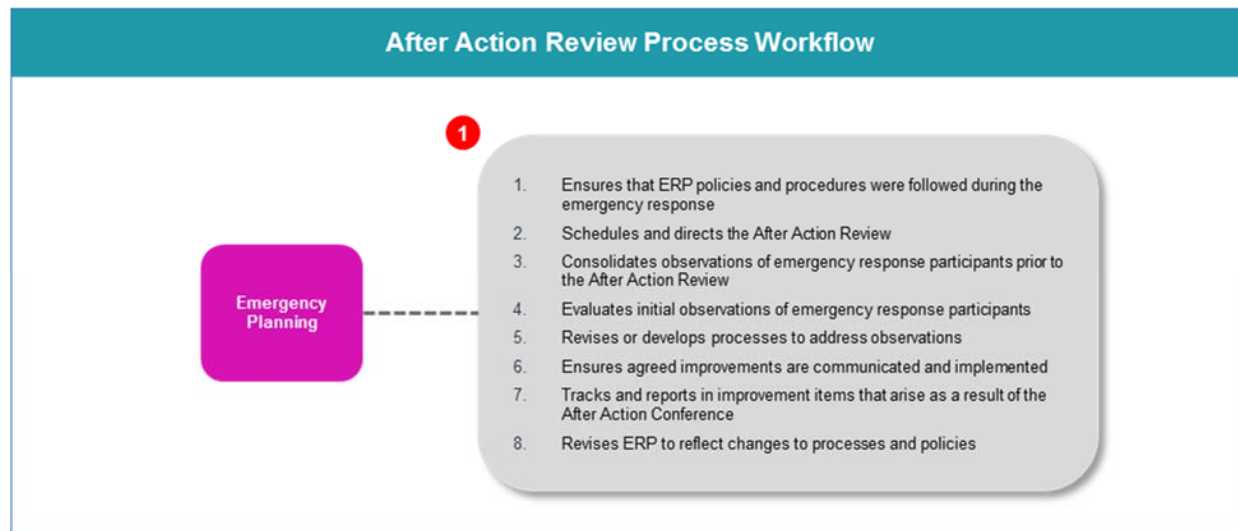 After Action Review Process Workflow
1
1. Ensures that ERP policies and procedures were followed during the
emergency response
2. Schedules and directs the After Action Review
3. Consolidates observations of emergency response participants prior to
the After Action Review
Emergency
Planning
4. Evaluates initial observations of emergency response participants
5. Revises or develops processes to address observations
6. Ensures agreed improvements are communicated and implemented
7. Tracks and reports in improvement items that arise as a result of the
After Action Conference
8. Revises ERP to reflect changes to processes and policies